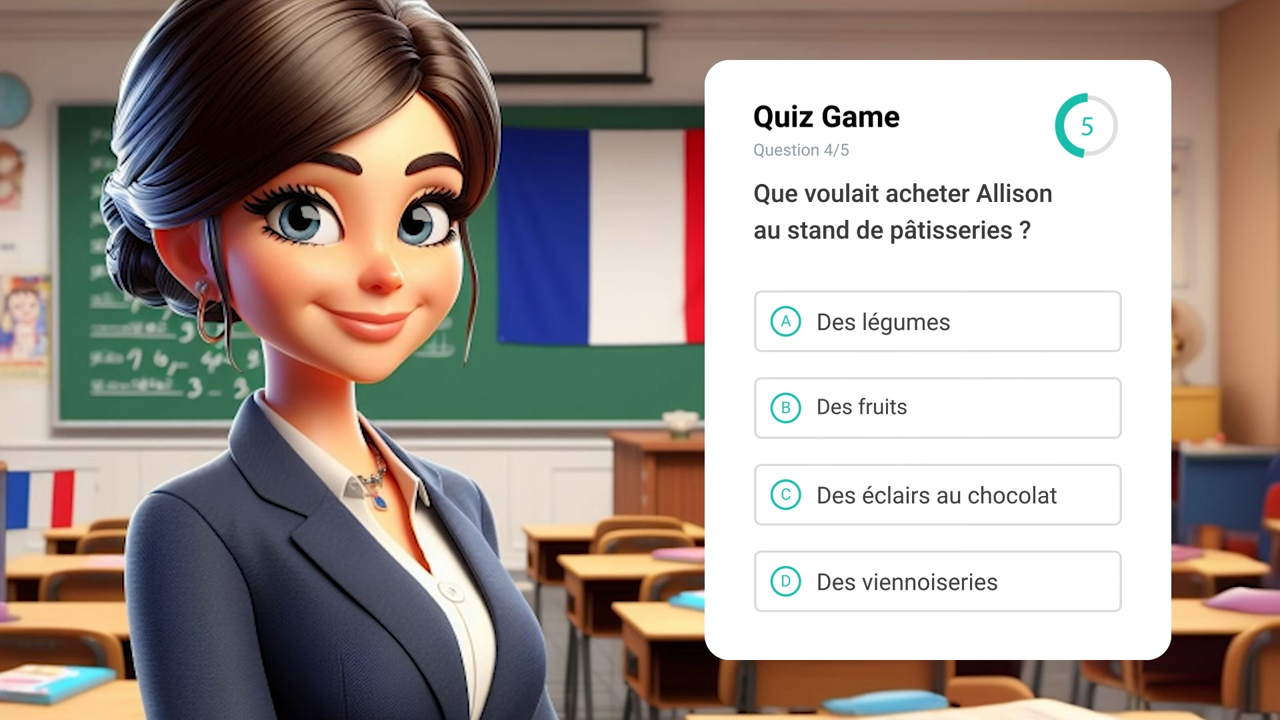 Quiz Game
Question 4/5
5
Que voulait acheter Allison
au stand de pâtisseries ?
A Des légumes
B Des fruits
C Des éclairs au chocolat
D Des viennoiseries